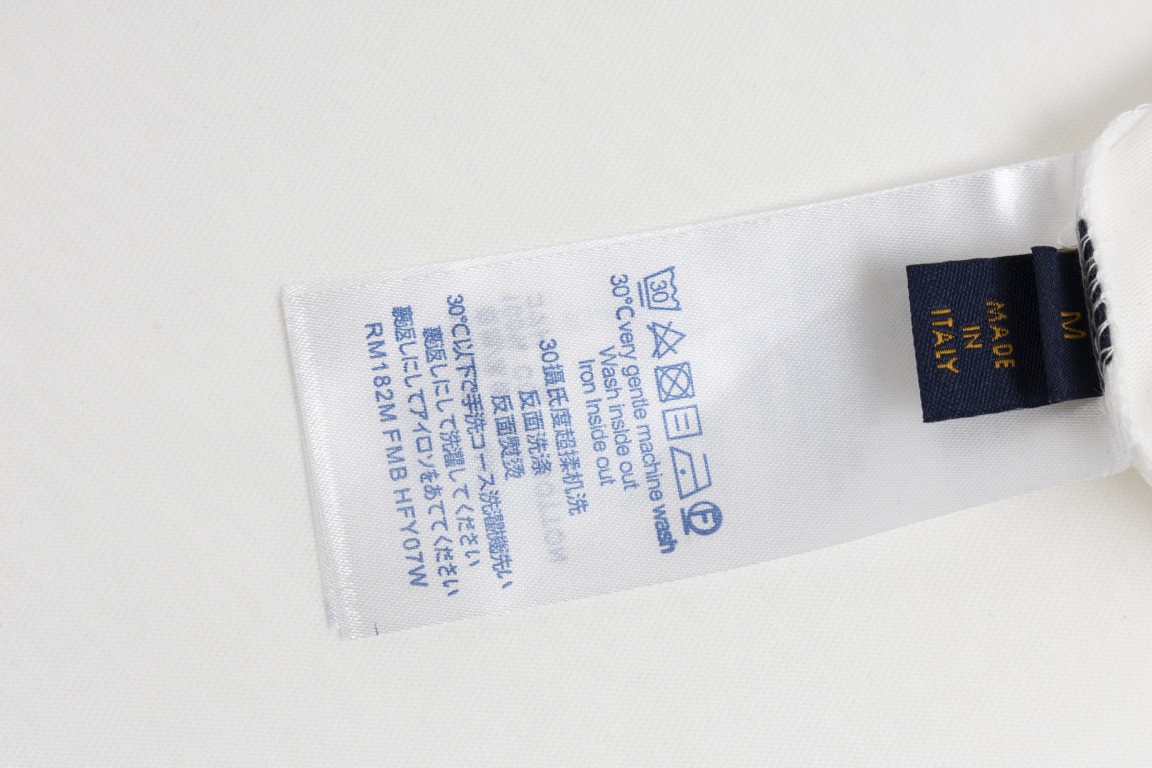 M
MADE
IN
ITALY
30
F
30°C very gentle machine wash
Wash inside out
Iron Inside out
30摄氏度超揉机洗
反面洗涤
反面熨烫
30℃以下で手洗コース洗濯機洗い
裏返しにして洗濯してください
裏返しにしてアイロンをあててください
RM182M FMB HFY07W